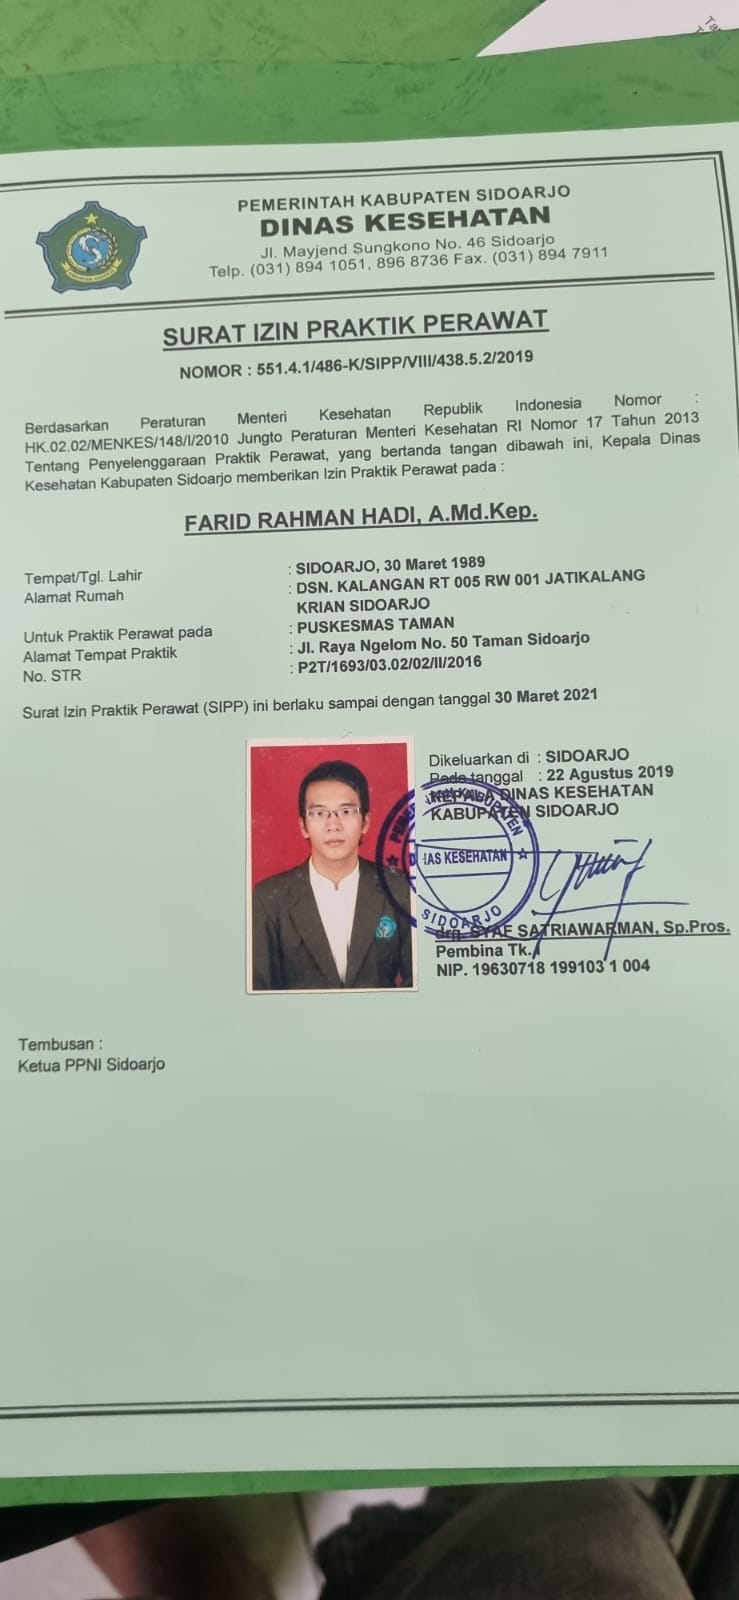 PEMERINTAH KABUPATEN SIDOARJO
DINAS KESEHATAN
Jl. Mayjend Sungkono No. 46 Sidoarjo
Telp. (031) 894 1051, 896 8736 Fax. (031) 894 7911
SURAT IZIN PRAKTIK PERAWAT
NOMOR : 551.4.1/486-K/SIPP/VIII/438.5.2/2019
Berdasarkan Peraturan Menteri Kesehatan Republik Indonesia Nomor :
HK.02.02/MENKES/148/I/2010 Jungto Peraturan Menteri Kesehatan RI Nomor 17 Tahun 2013
Tentang Penyelenggaraan Praktik Perawat, yang bertanda tangan dibawah ini, Kepala Dinas
Kesehatan Kabupaten Sidoarjo memberikan Izin Praktik Perawat pada :
FARID RAHMAN HADI, A.Md.Kep.
Tempat/Tgl. Lahir : SIDOARJO, 30 Maret 1989
Alamat Rumah : DSN. KALANGAN RT 005 RW 001 JATIKALANG
KRIAN SIDOARJO
Untuk Praktik Perawat pada : PUSKESMAS TAMAN
Alamat Tempat Praktik : Jl. Raya Ngelom No. 50 Taman Sidoarjo
No. STR : P2T/1693/03.02/02/II/2016
Surat Izin Praktik Perawat (SIPP) ini berlaku sampai dengan tanggal 30 Maret 2021
Dikeluarkan di : SIDOARJO
Pada tanggal : 22 Agustus 2019
KEPALA DINAS KESEHATAN
KABUPATEN SIDOARJO
KABUPATEN
DINAS KESEHATAN
SIDOARJO
drg. SYAF SATRIAWARMAN, Sp.Pros.
Pembina Tk.I
NIP. 19630718 199103 1 004
Tembusan :
Ketua PPNI Sidoarjo